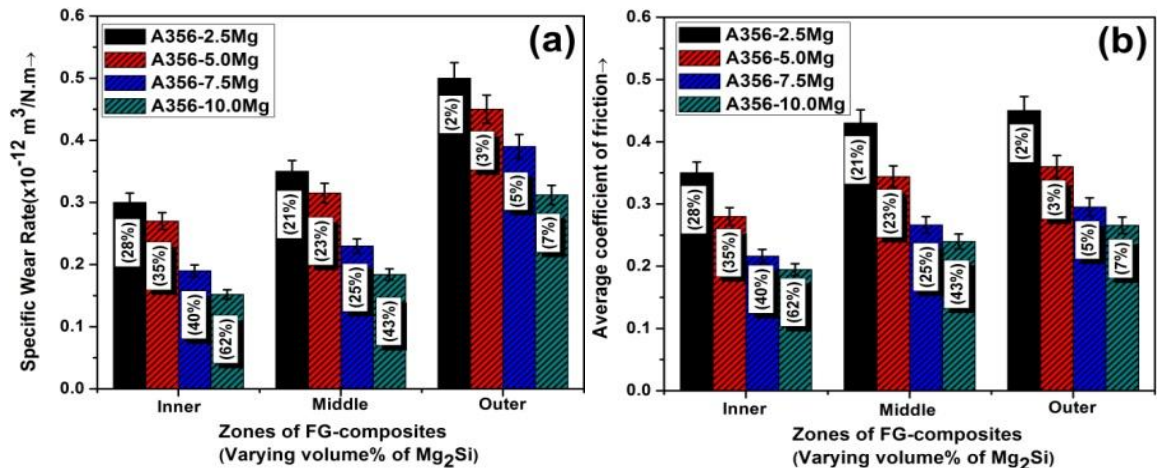 (a)
A356-2.5Mg
A356-5.0Mg
A356-7.5Mg
A356-10.0Mg
Specific Wear Rate(x10⁻¹² m³/N.m→
0.6
0.5
0.4
0.3
0.2
0.1
0.0
(28%)
(35%)
(40%)
(62%)
(21%)
(23%)
(25%)
(43%)
(2%)
(3%)
(5%)
(7%)
Inner
Middle
Outer
Zones of FG-composites
(Varying volume% of Mg₂Si)
(b)
A356-2.5Mg
A356-5.0Mg
A356-7.5Mg
A356-10.0Mg
Average coefficient of friction→
0.6
0.5
0.4
0.3
0.2
0.1
0.0
(28%)
(35%)
(40%)
(62%)
(21%)
(23%)
(25%)
(43%)
(2%)
(3%)
(5%)
(7%)
Inner
Middle
Outer
Zones of FG-composites
(Varying volume% of Mg₂Si)